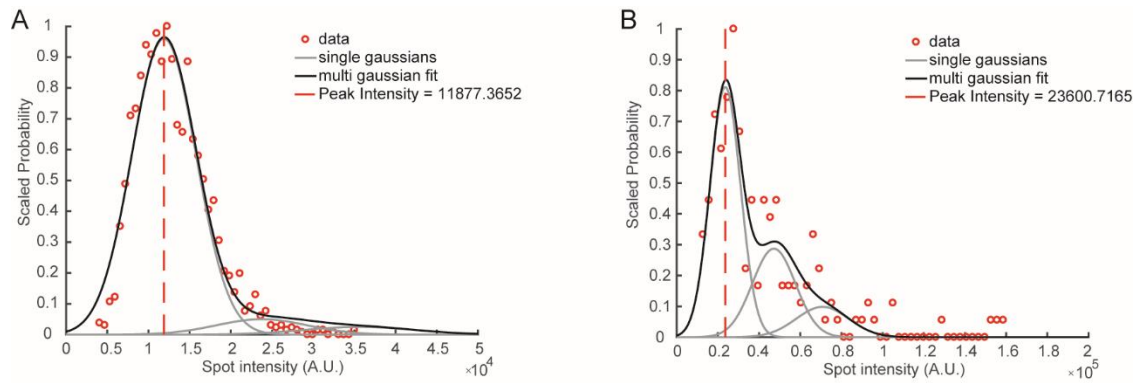 A
data
single gaussians
multi gaussian fit
Peak Intensity = 11877.3652
Scaled Probability
1
0.9
0.8
0.7
0.6
0.5
0.4
0.3
0.2
0.1
0
0 0.5 1 1.5 2 2.5 3 3.5 4 4.5 5
Spot intensity (A.U.)
×10⁴
B
data
single gaussians
multi gaussian fit
Peak Intensity = 23600.7165
Scaled Probability
1
0.9
0.8
0.7
0.6
0.5
0.4
0.3
0.2
0.1
0
0 0.2 0.4 0.6 0.8 1 1.2 1.4 1.6 1.8 2
Spot intensity (A.U.)
×10⁵